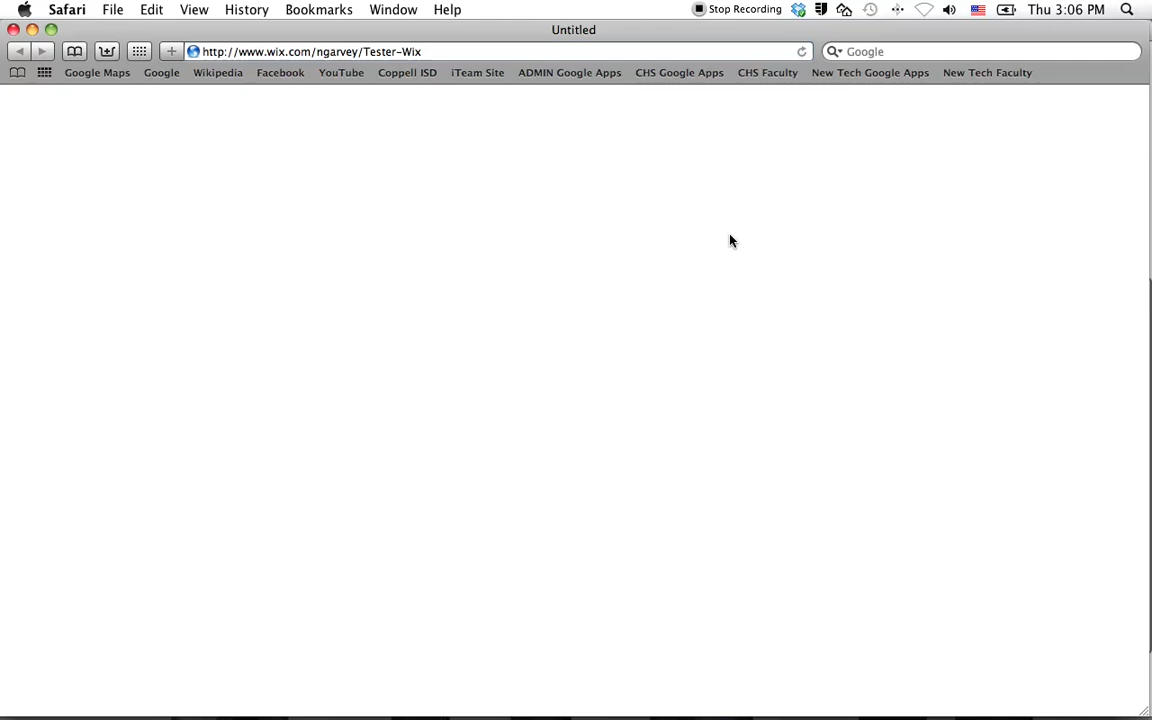 Safari File Edit View History Bookmarks Window Help Stop Recording Thu 3:06 PM
Untitled
http://www.wix.com/ngarvey/Tester-Wix Google
Google Maps Google Wikipedia Facebook YouTube Coppell ISD iTeam Site ADMIN Google Apps CHS Google Apps CHS Faculty New Tech Google Apps New Tech Faculty